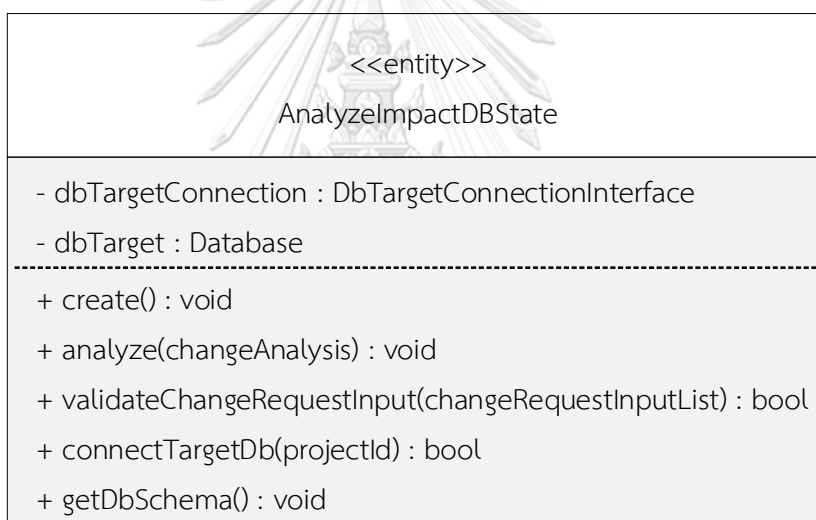 <<entity>>
AnalyzeImpactDBState
- dbTargetConnection : DbTargetConnectionInterface
- dbTarget : Database
+ create() : void
+ analyze(changeAnalysis) : void
+ validateChangeRequestInput(changeRequestInputList) : bool
+ connectTargetDb(projectId) : bool
+ getDbSchema() : void